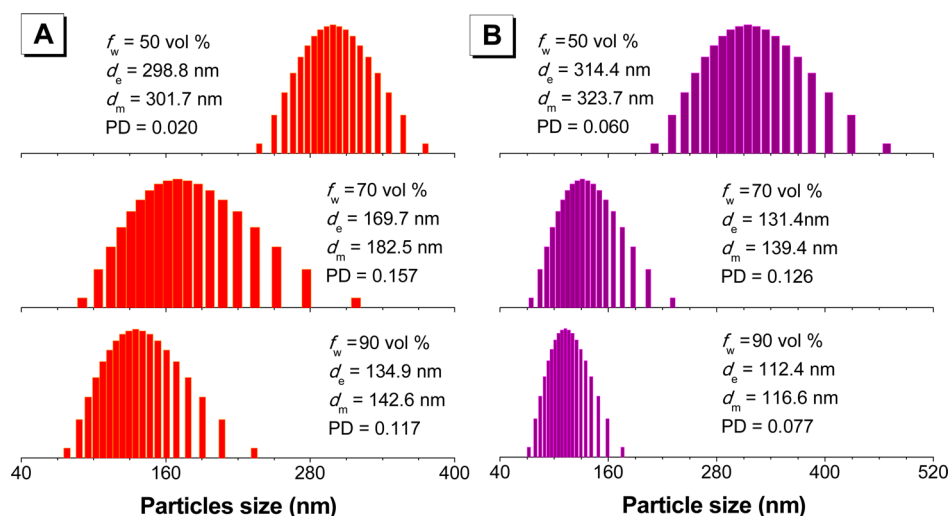 A
f_w = 50 vol %
d_e = 298.8 nm
d_m = 301.7 nm
PD = 0.020
f_w =70 vol %
d_e = 169.7 nm
d_m = 182.5 nm
PD = 0.157
f_w =90 vol %
d_e = 134.9 nm
d_m = 142.6 nm
PD = 0.117
40 160 280 400
Particles size (nm)
B
f_w =50 vol %
d_e = 314.4 nm
d_m = 323.7 nm
PD = 0.060
f_w =70 vol %
d_e = 131.4nm
d_m = 139.4 nm
PD = 0.126
f_w =90 vol %
d_e = 112.4 nm
d_m = 116.6 nm
PD = 0.077
40 160 280 400 520
Particle size (nm)